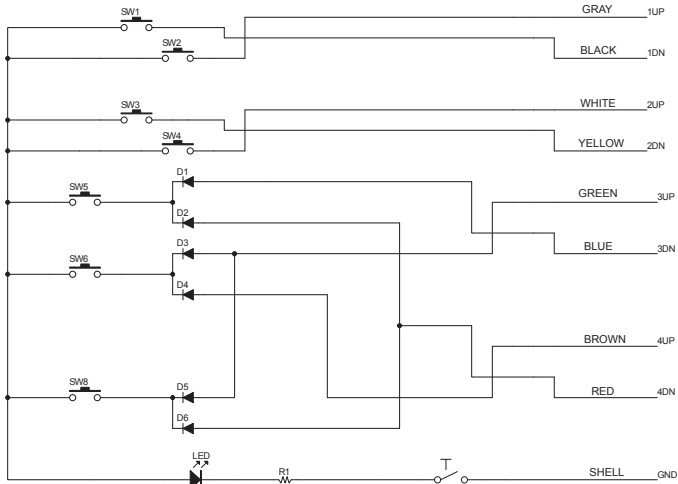 SW1
GRAY 1UP
SW2
BLACK 1DN
SW3
WHITE 2UP
SW4
YELLOW 2DN
D1
SW5
GREEN 3UP
D2
D3
BLUE 3DN
SW6
D4
BROWN 4UP
SW8
D5
RED 4DN
D6
LED
R1
SHELL GND